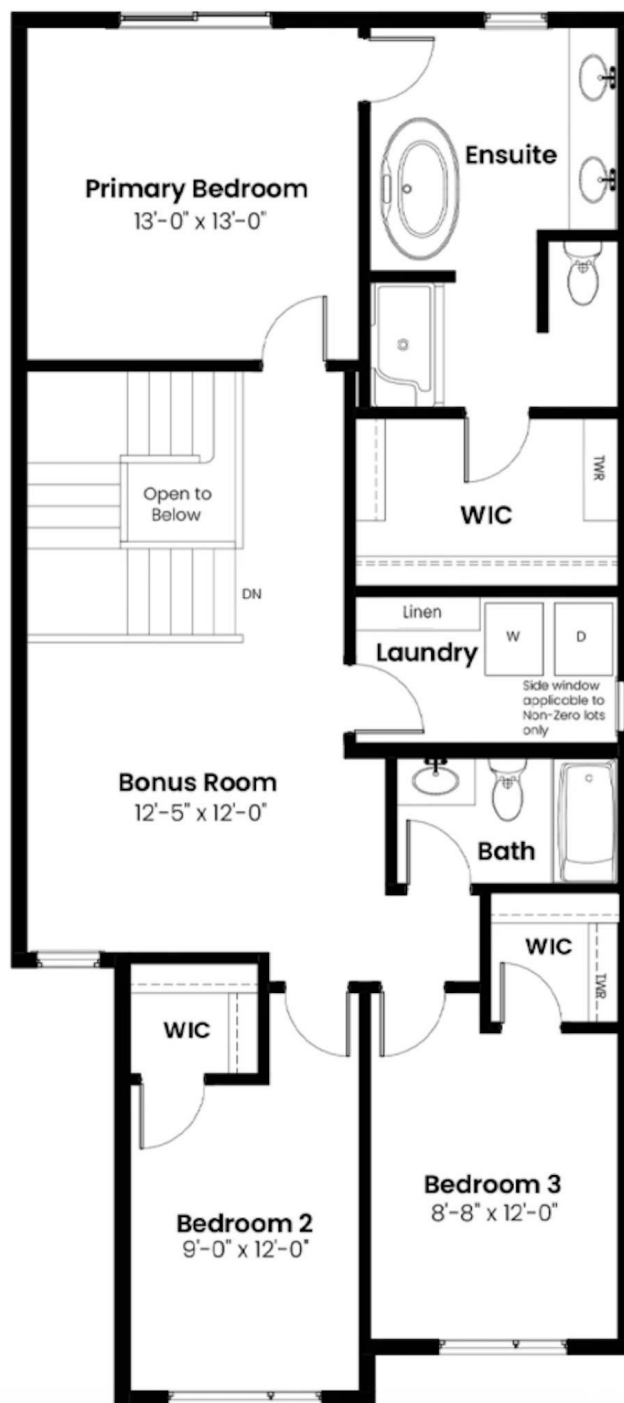 Ensuite
Primary Bedroom
13'-0" x 13'-0"
TWR
Open to
Below
WIC
DN
Linen
W
D
Laundry
Side window
applicable to
Non-Zero lots
only
Bonus Room
12'-5" x 12'-0"
Bath
WIC
TWR
WIC
Bedroom 3
8'-8" x 12'-0"
Bedroom 2
9'-0" x 12'-0"